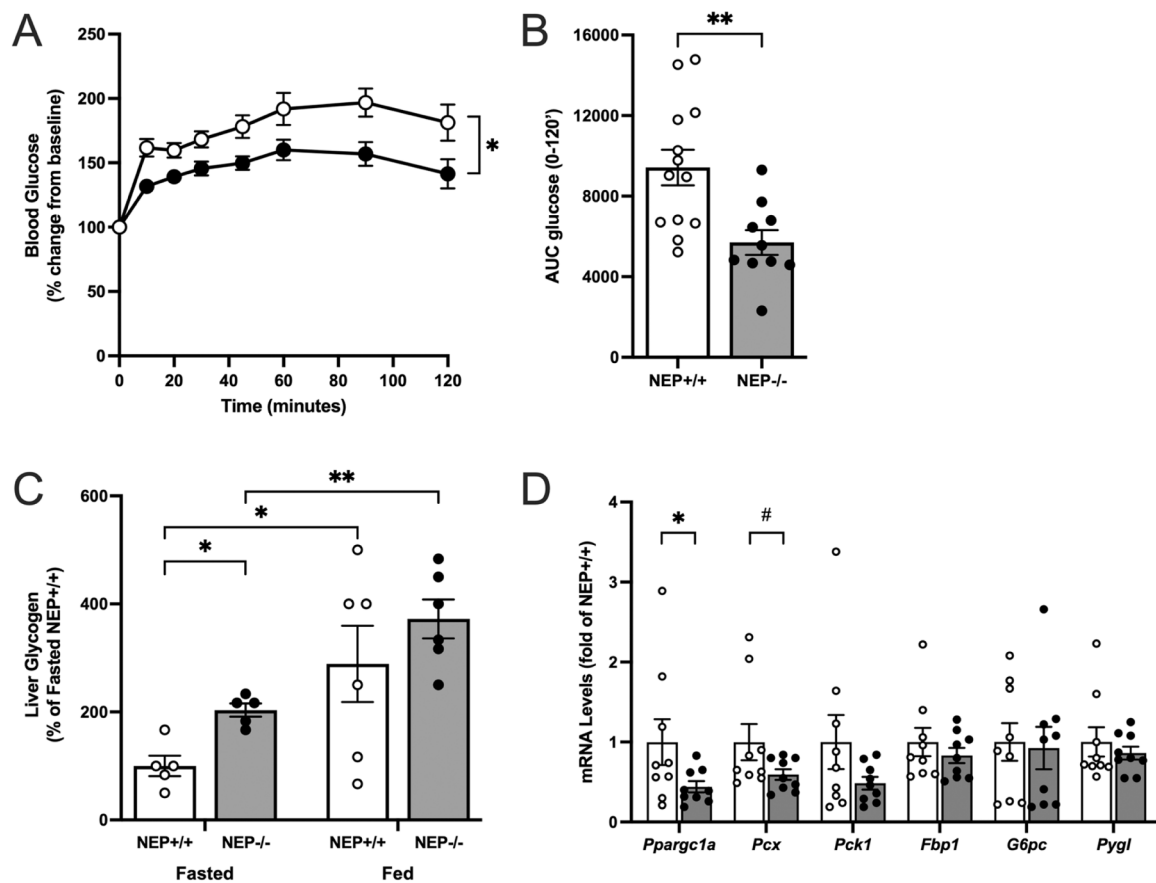 A
Blood Glucose
(% change from baseline)
250
200
150
100
50
0
*
0 20 40 60 80 100 120
Time (minutes)
B
AUC glucose (0-120’)
16000
12000
8000
4000
0
**
NEP+/+ NEP-/-
C
Liver Glycogen
(% of Fasted NEP+/+)
600
400
200
0
**
*
*
NEP+/+ NEP-/- NEP+/+ NEP-/-
Fasted Fed
D
mRNA Levels (fold of NEP+/+)
4
3
2
1
0
* #
Ppargc1a Pcx Pck1 Fbp1 G6pc Pygl